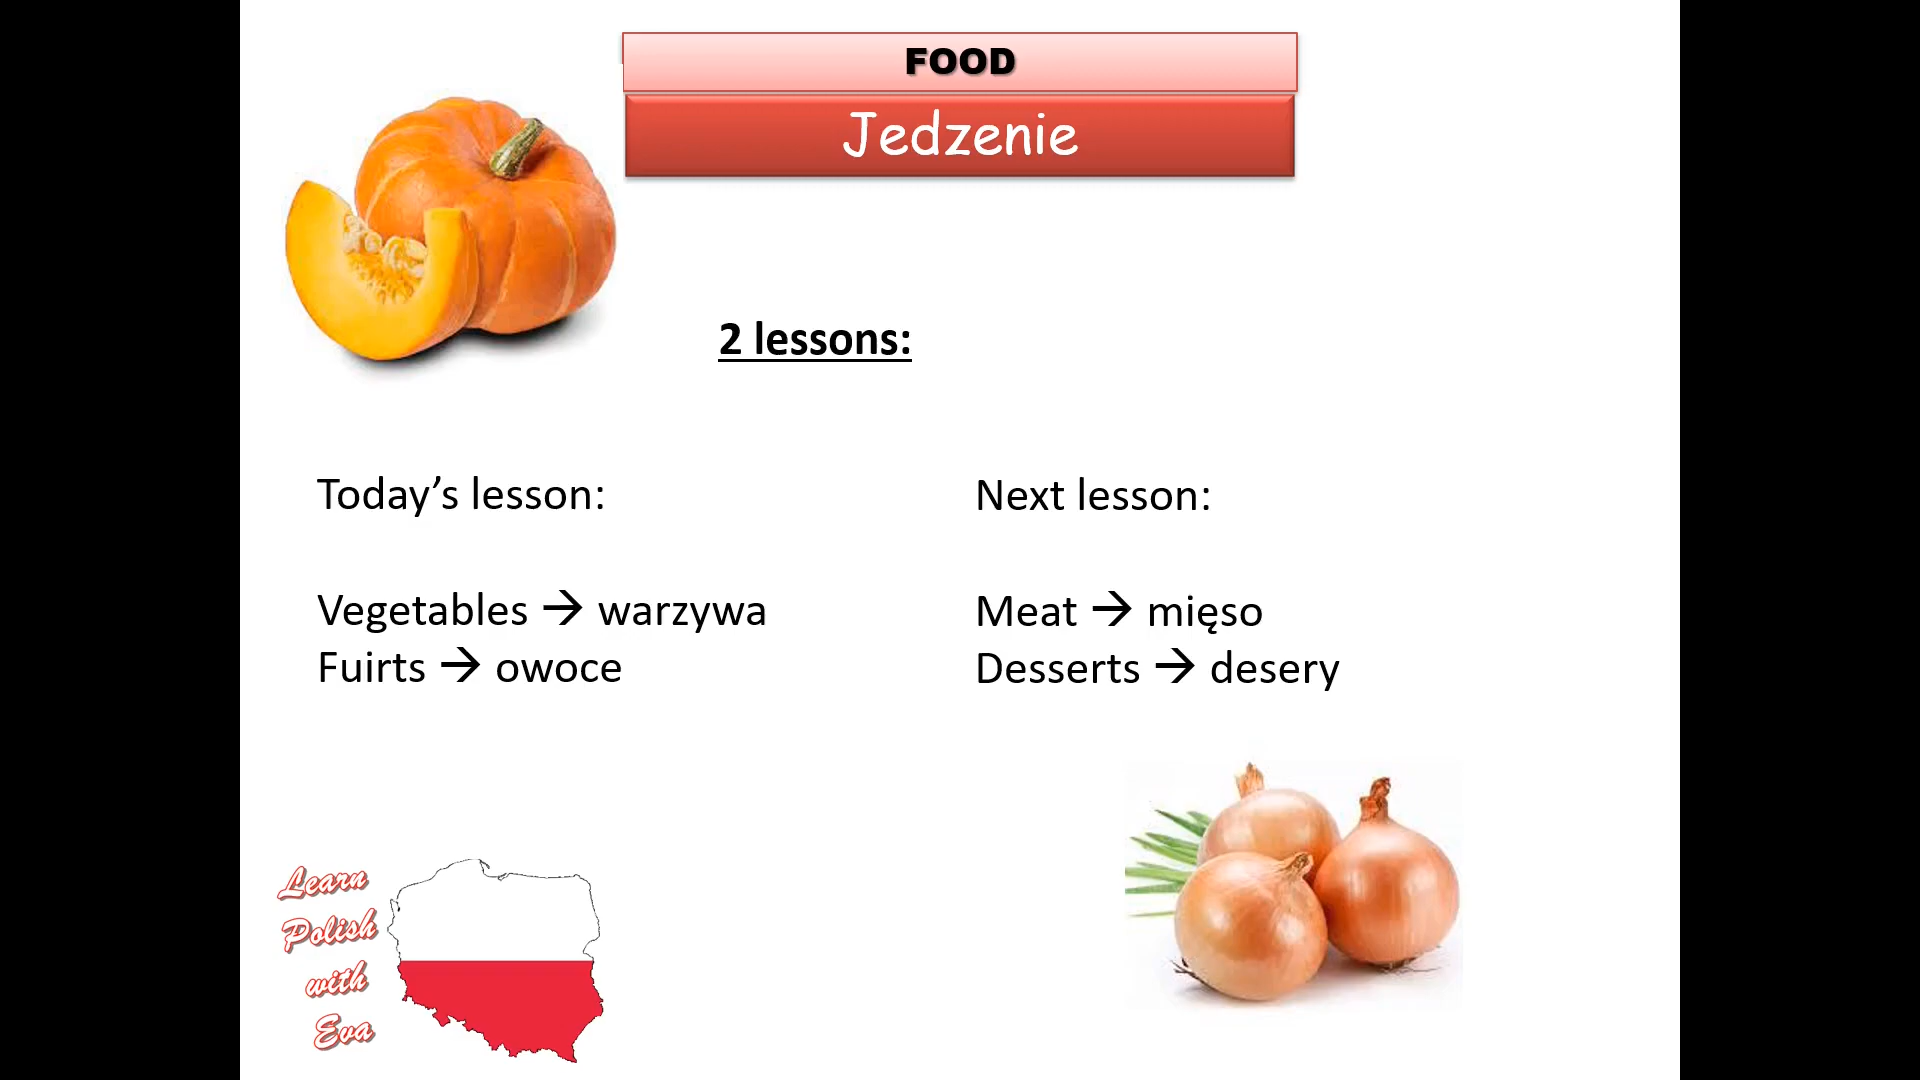 FOOD
Jedzenie
2 lessons:
Today’s lesson:
Vegetables → warzywa
Fuirts → owoce
Next lesson:
Meat → mięso
Desserts → desery
Learn
Polish
with
Eva